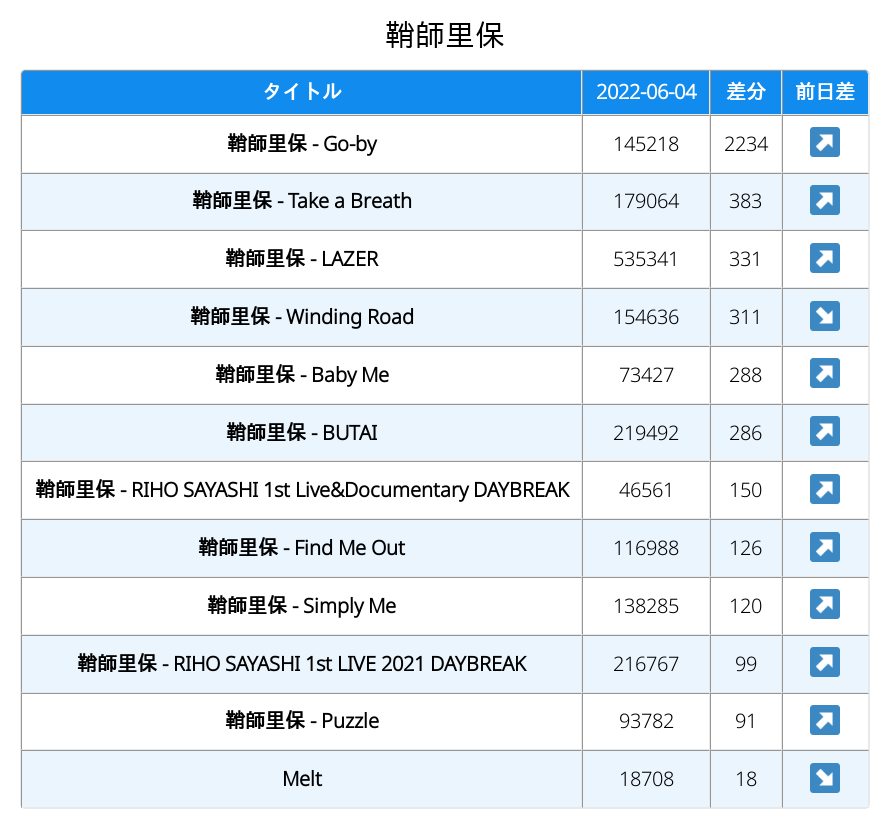 鞘師里保
タイトル 2022-06-04 差分 前日差
鞘師里保 - Go-by 145218 2234
鞘師里保 - Take a Breath 179064 383
鞘師里保 - LAZER 535341 331
鞘師里保 - Winding Road 154636 311
鞘師里保 - Baby Me 73427 288
鞘師里保 - BUTAI 219492 286
鞘師里保 - RIHO SAYASHI 1st Live&Documentary DAYBREAK 46561 150
鞘師里保 - Find Me Out 116988 126
鞘師里保 - Simply Me 138285 120
鞘師里保 - RIHO SAYASHI 1st LIVE 2021 DAYBREAK 216767 99
鞘師里保 - Puzzle 93782 91
Melt 18708 18